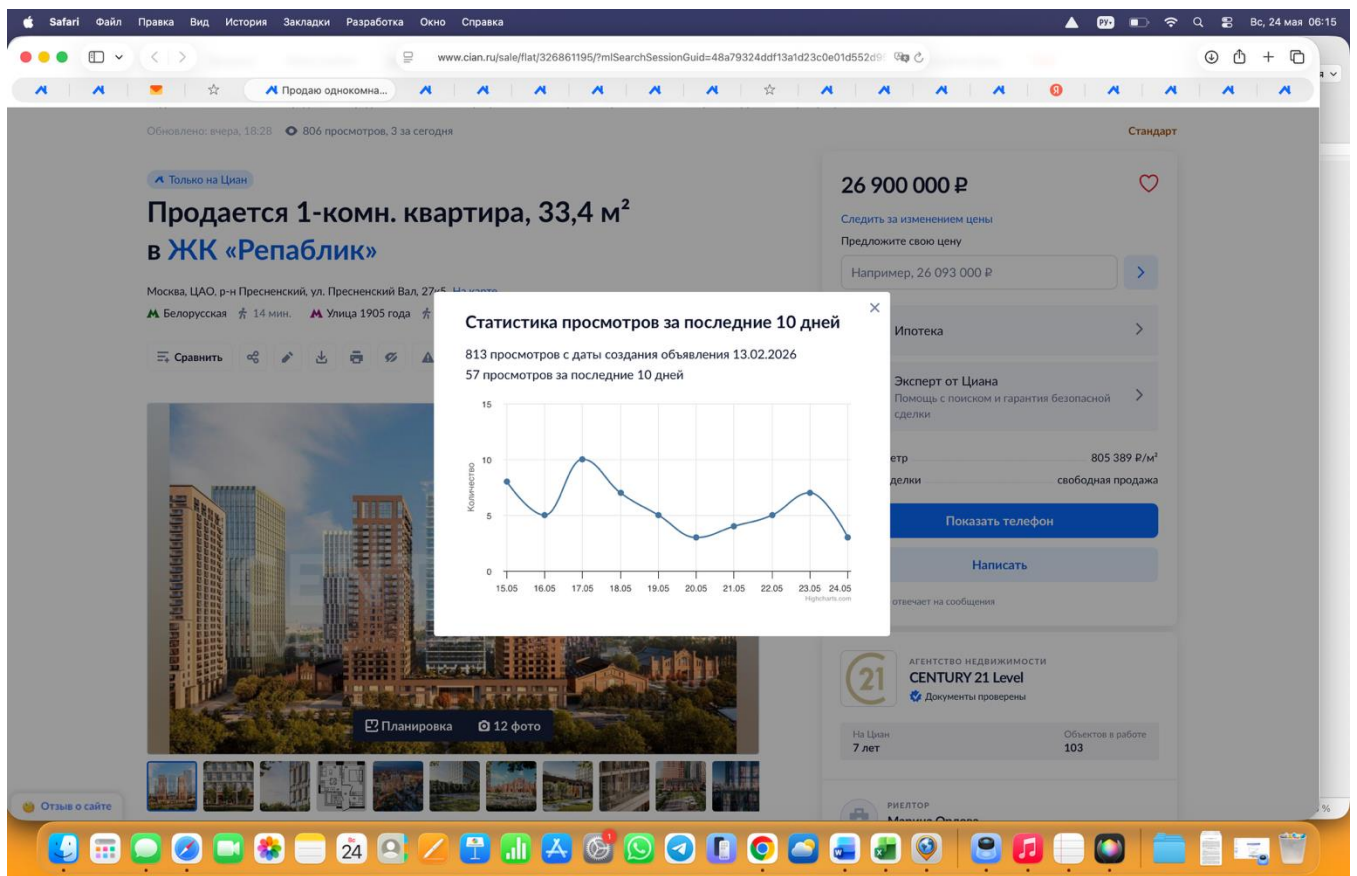 Safari Файл Правка Вид История Закладки Разработка Окно Справка
РУ Вс, 24 мая 06:15
www.cian.ru/sale/flat/326861195/?mlSearchSessionGuid=48a79324ddf13a1d23c0e01d552d9
Продаю однокомна...
Обновлено: вчера, 18:28 806 просмотров, 3 за сегодня
Стандарт
Только на Циан
Продается 1-комн. квартира, 33,4 м²
в ЖК «Репаблик»
Москва, ЦАО, р-н Пресненский, ул. Пресненский Вал, 27с5 На карте
Белорусская 14 мин. Улица 1905 года
Сравнить
26 900 000 ₽
Следить за изменением цены
Предложите свою цену
Например, 26 093 000 ₽
Ипотека
Эксперт от Циана
Помощь с поиском и гарантия безопасной
сделки
етр 805 389 ₽/м²
делки свободная продажа
Показать телефон
Написать
отвечает на сообщения
Статистика просмотров за последние 10 дней
813 просмотров с даты создания объявления 13.02.2026
57 просмотров за последние 10 дней
Количество
15
10
5
0
15.05 16.05 17.05 18.05 19.05 20.05 21.05 22.05 23.05 24.05
Highcharts.com
Планировка 12 фото
21
АГЕНТСТВО НЕДВИЖИМОСТИ
CENTURY 21 Level
Документы проверены
На Циан Объектов в работе
7 лет 103
РИЕЛТОР
Марина Орлова
Отзыв о сайте
%
24
1